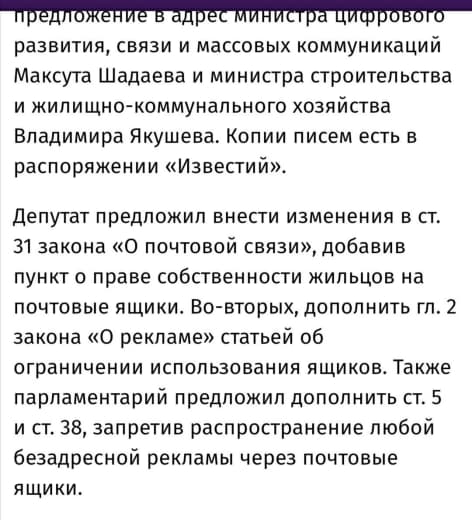 предложение в адрес министра цифрового
развития, связи и массовых коммуникаций
Максута Шадаева и министра строительства
и жилищно-коммунального хозяйства
Владимира Якушева. Копии писем есть в
распоряжении «Известий».
Депутат предложил внести изменения в ст.
31 закона «О почтовой связи», добавив
пункт о праве собственности жильцов на
почтовые ящики. Во-вторых, дополнить гл. 2
закона «О рекламе» статьей об
ограничении использования ящиков. Также
парламентарий предложил дополнить ст. 5
и ст. 38, запретив распространение любой
безадресной рекламы через почтовые
ящики.